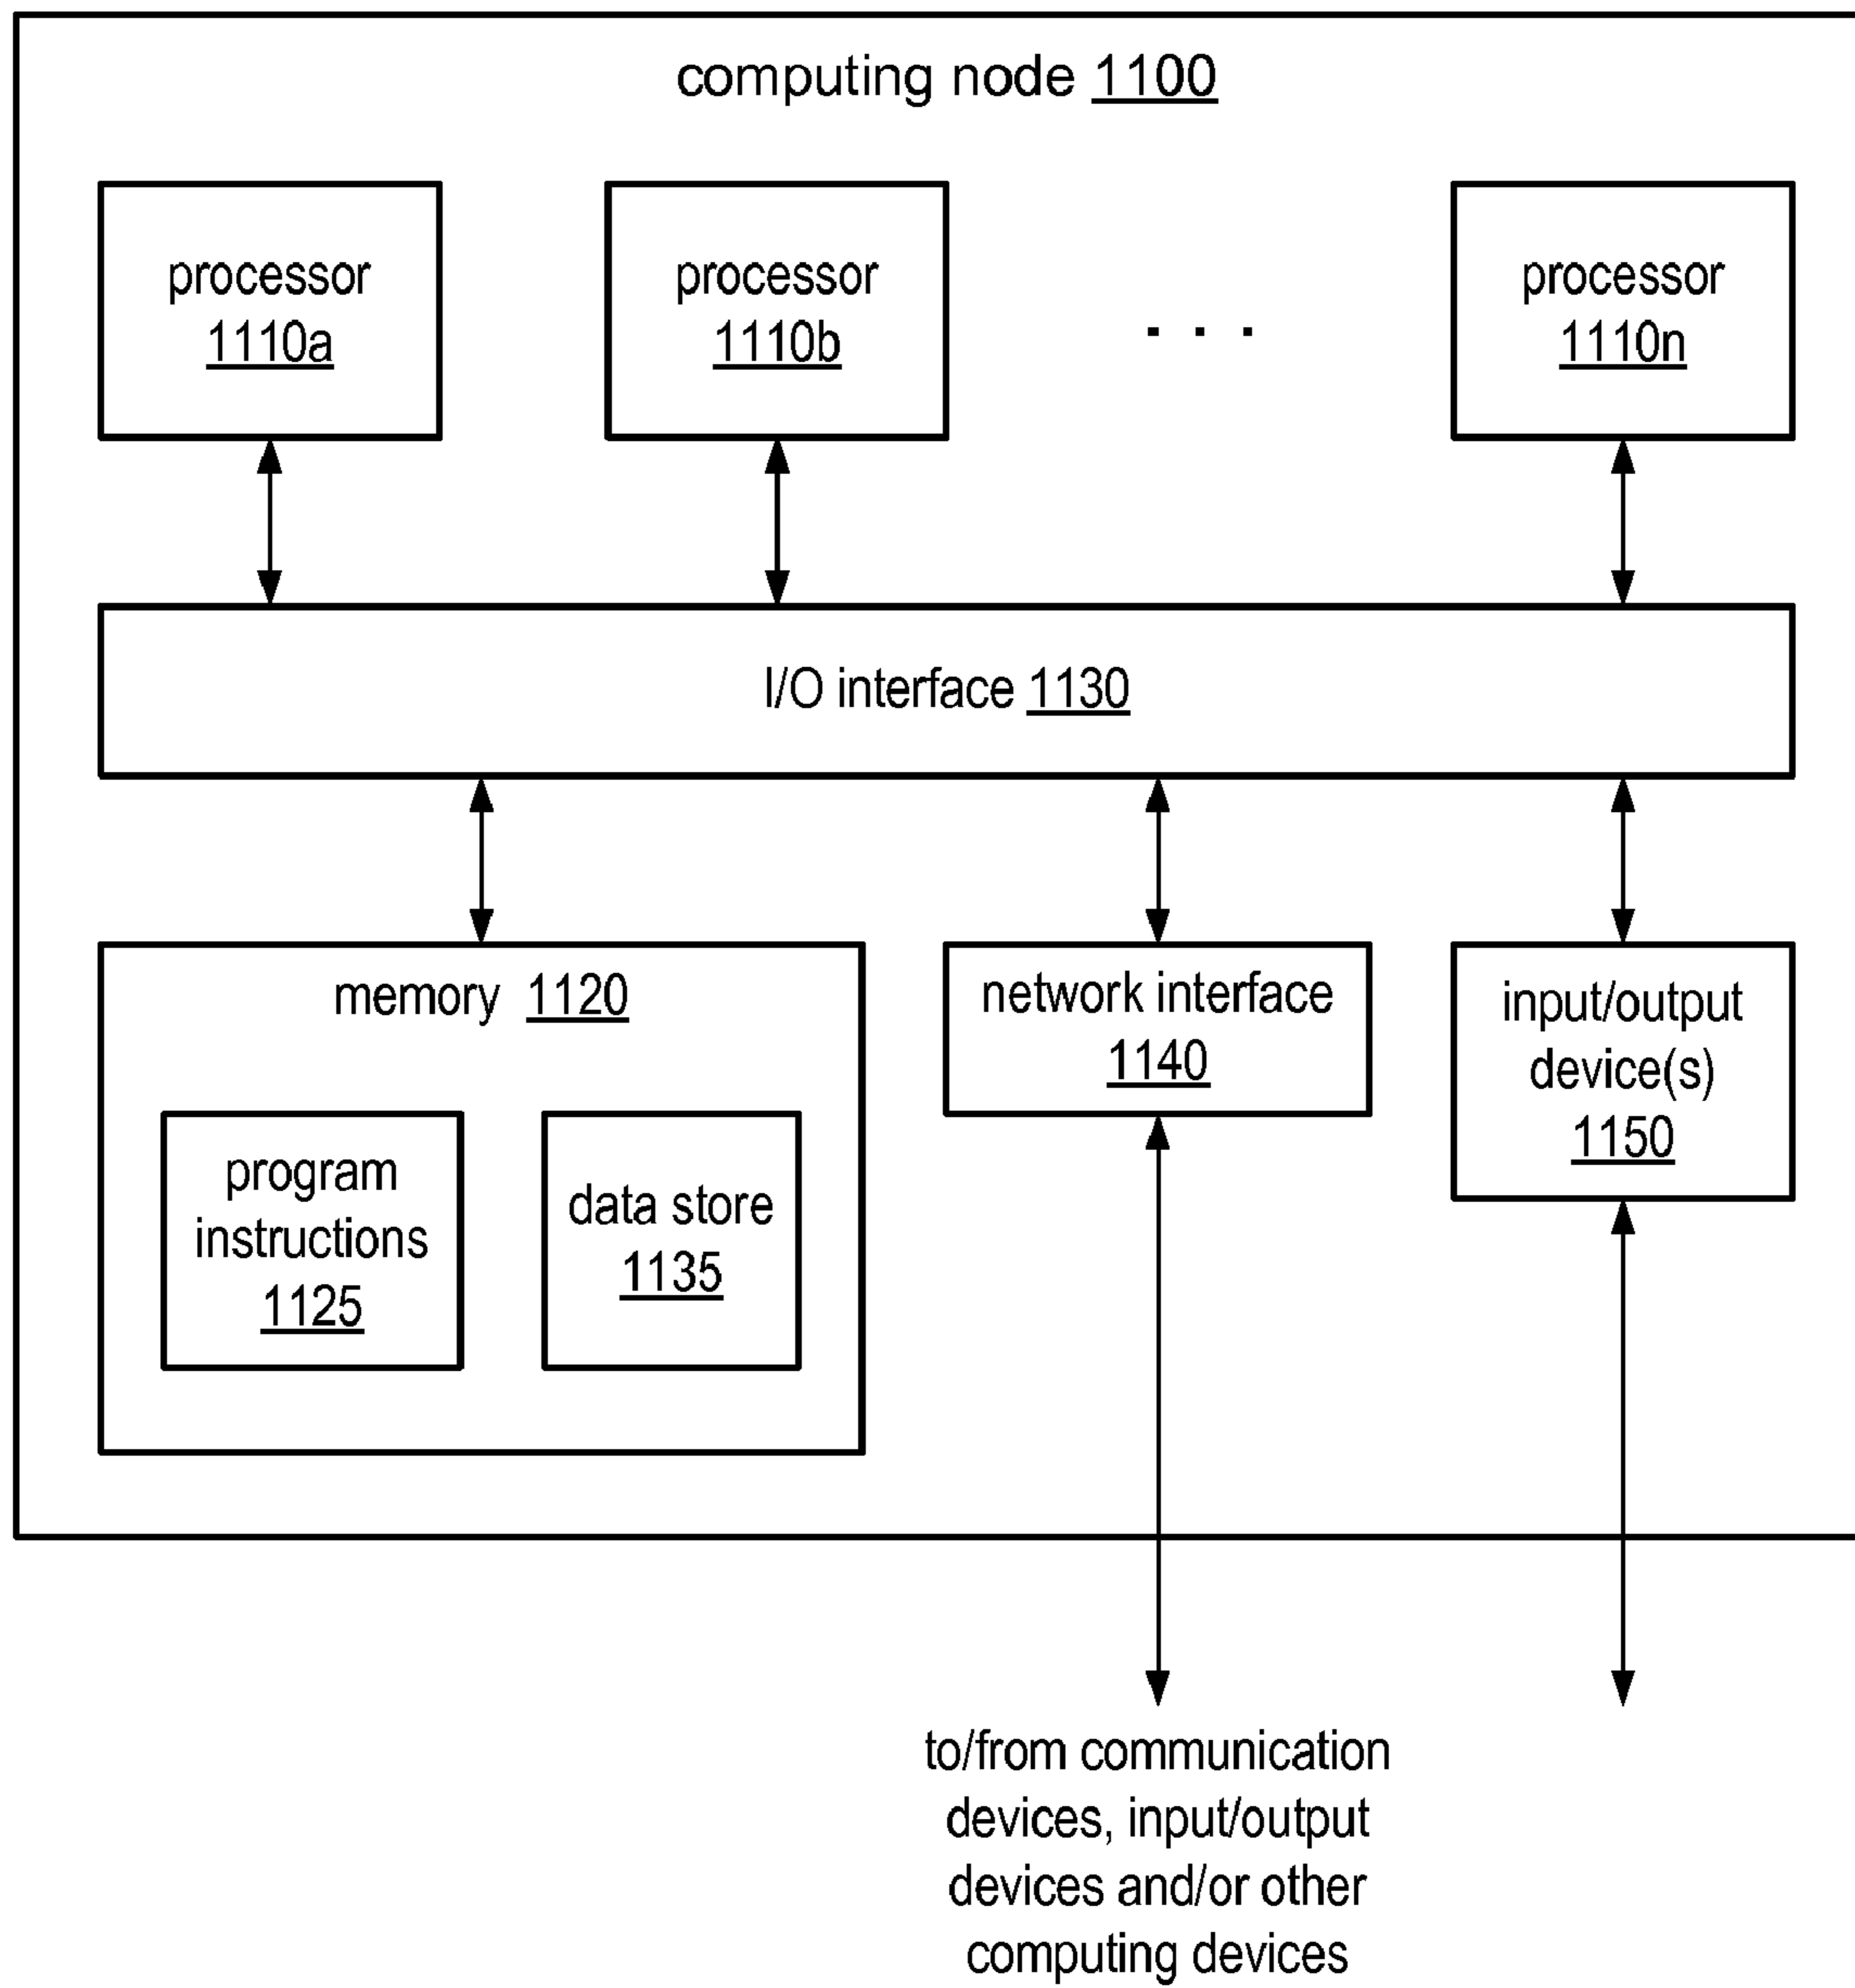 computing node 1100
processor
1110a
processor
1110b
. . .
processor
1110n
I/O interface 1130
memory 1120
program
instructions
1125
data store
1135
network interface
1140
input/output
device(s)
1150
to/from communication
devices, input/output
devices and/or other
computing devices